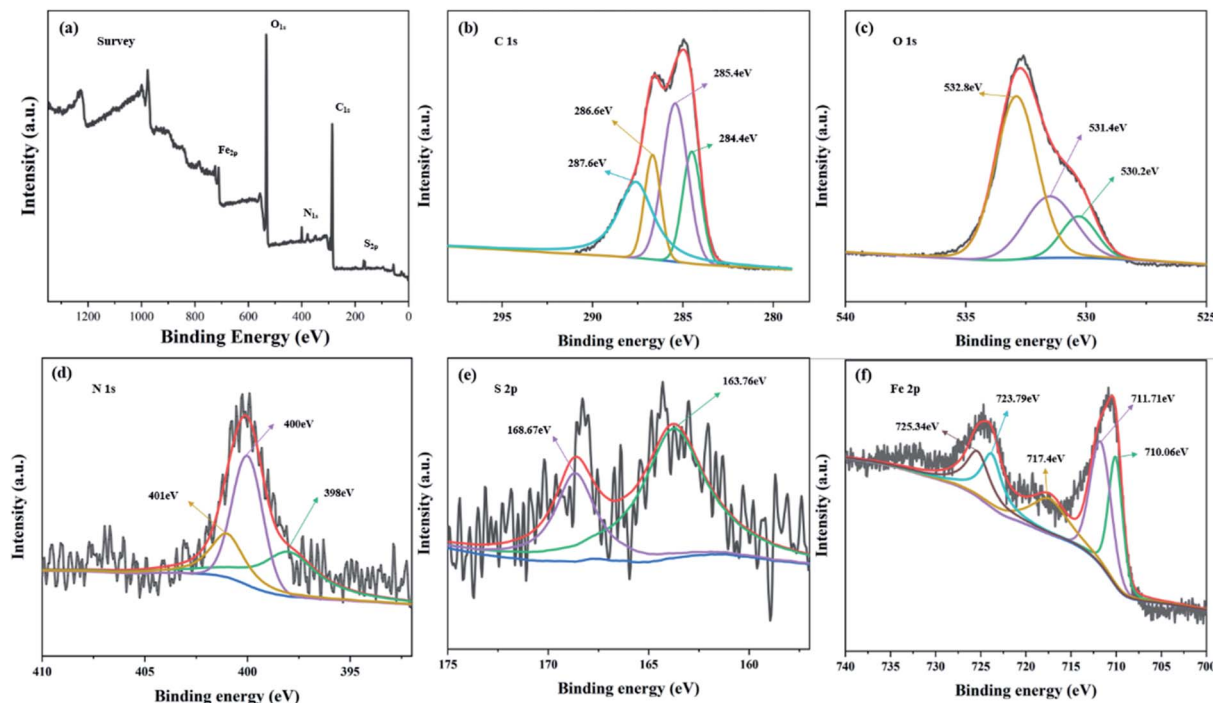 (a)
Survey
O1s
C1s
Fe2p
N1s
S2p
Intensity (a.u.)
1200 1000 800 600 400 200 0
Binding Energy (eV)
(b)
C 1s
285.4eV
286.6eV
284.4eV
287.6eV
Intensity (a.u.)
295 290 285 280
Binding energy (eV)
(c)
O 1s
532.8eV
531.4eV
530.2eV
Intensity (a.u.)
540 535 530 525
Binding energy (eV)
(d)
N 1s
400eV
401eV
398eV
Intensity (a.u.)
410 405 400 395
Binding energy (eV)
(e)
S 2p
163.76eV
168.67eV
Intensity (a.u.)
175 170 165 160
Binding energy (eV)
(f)
Fe 2p
723.79eV
711.71eV
725.34eV
717.4eV
710.06eV
Intensity (a.u.)
740 730 725 720 715 710 705 700
Binding energy (eV)